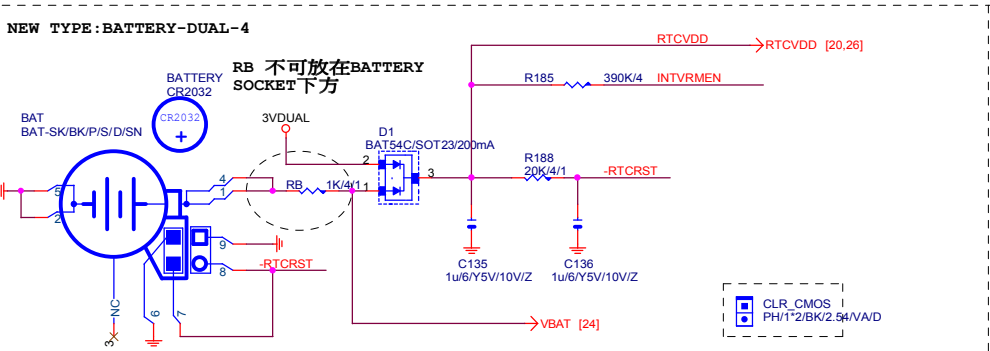 NEW TYPE:BATTERY-DUAL-4
RTCVDD
RTCVDD [20,26]
RB 不可放在BATTERY
SOCKET下方
BATTERY
CR2032
R185
390K/4
INTVRMEN
CR2032
+
BAT
BAT-SK/BK/P/S/D/SN
3VDUAL
D1
BAT54C/SOT23/200mA
2
R188
20K/4/1
-RTCRST
3
4
1
RB
1K/4/1
1
5
2
9
-RTCRST
8
C135
1u/6/Y5V/10V/Z
C136
1u/6/Y5V/10V/Z
NC
3
6
7
VBAT [24]
CLR_CMOS
PH/1*2/BK/2.54/VA/D